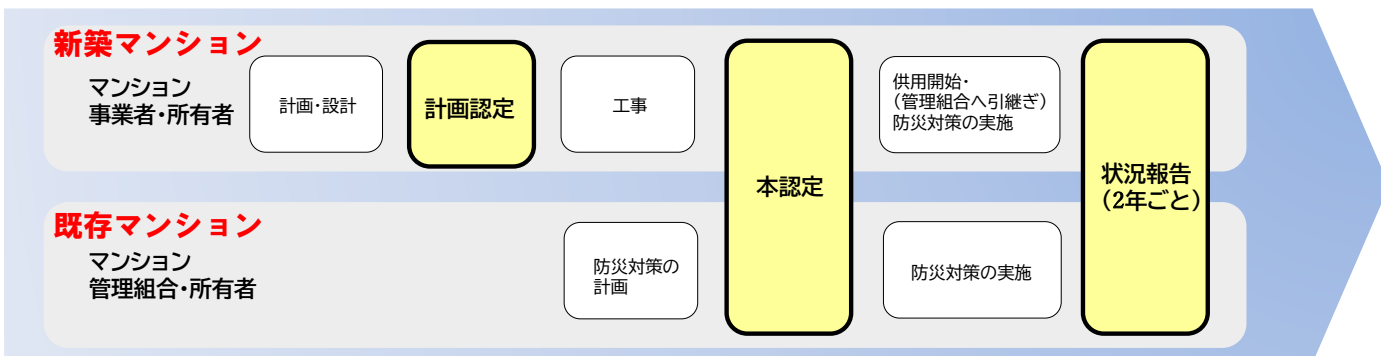 新築マンション
マンション
事業者・所有者
計画・設計
計画認定
工事
本認定
供用開始・
(管理組合へ引継ぎ)
防災対策の実施
状況報告
(2年ごと)
既存マンション
マンション
管理組合・所有者
防災対策の
計画
防災対策の実施